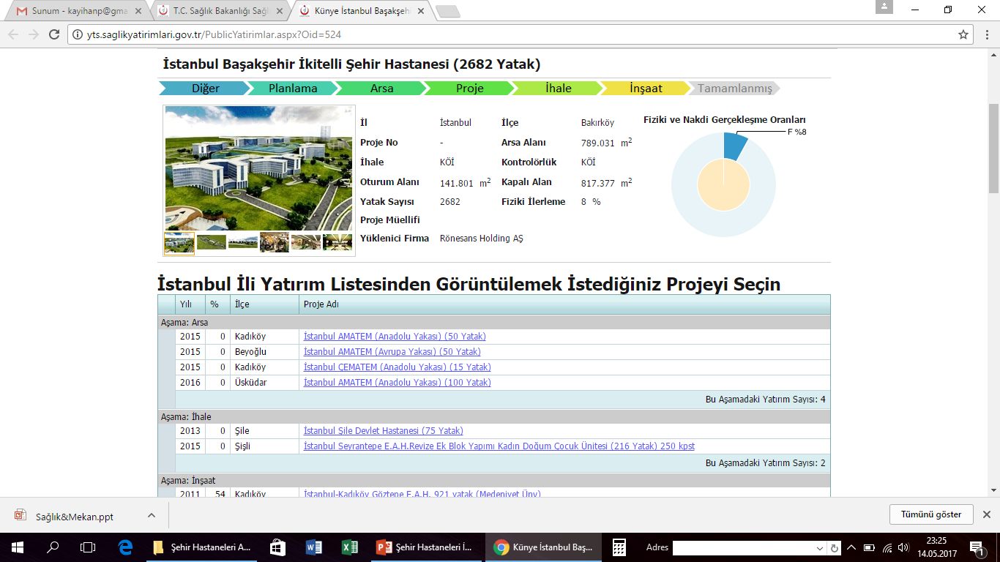 Sunum - kayihanp@gma
T.C. Sağlık Bakanlığı Sağl
Künye İstanbul Başakşehi
yts.saglikyatirimlari.gov.tr/PublicYatirimlar.aspx?Oid=524
İstanbul Başakşehir İkitelli Şehir Hastanesi (2682 Yatak)
Diğer Planlama Arsa Proje İhale İnşaat Tamamlanmış
İl İstanbul İlçe Bakırköy
Proje No - Arsa Alanı 789.031 m2
İhale KÖİ Kontrolörlük KÖİ
Oturum Alanı 141.801 m2 Kapalı Alan 817.377 m2
Yatak Sayısı 2682 Fiziki İlerleme 8 %
Proje Müellifi
Yüklenici Firma Rönesans Holding AŞ
Fiziki ve Nakdi Gerçekleşme Oranları
F %8
İstanbul İli Yatırım Listesinden Görüntülemek İstediğiniz Projeyi Seçin
Yılı % İlçe Proje Adı
Aşama: Arsa
2015 0 Kadıköy İstanbul AMATEM (Anadolu Yakası) (50 Yatak)
2015 0 Beyoğlu İstanbul AMATEM (Avrupa Yakası) (50 Yatak)
2015 0 Kadıköy İstanbul ÇEMATEM (Anadolu Yakası) (15 Yatak)
2016 0 Üsküdar İstanbul AMATEM (Anadolu Yakası) (100 Yatak)
Bu Aşamadaki Yatırım Sayısı: 4
Aşama: İhale
2013 0 Şile İstanbul Şile Devlet Hastanesi (75 Yatak)
2015 0 Şişli İstanbul Seyrantepe E.A.H.Revize Ek Blok Yapımı Kadın Doğum Çocuk Ünitesi (216 Yatak) 250 kpst
Bu Aşamadaki Yatırım Sayısı: 2
Aşama: İnşaat
2011 54 Kadıköy İstanbul-Kadıköy Göztepe E.A.H. 921 yatak (Medeniyet Ünv)
Sağlık&Mekan.ppt
Tümünü göster
Şehir Hastaneleri A...
Şehir Hastaneleri İ...
Künye İstanbul Baş...
Adres
23:25
14.05.2017
1